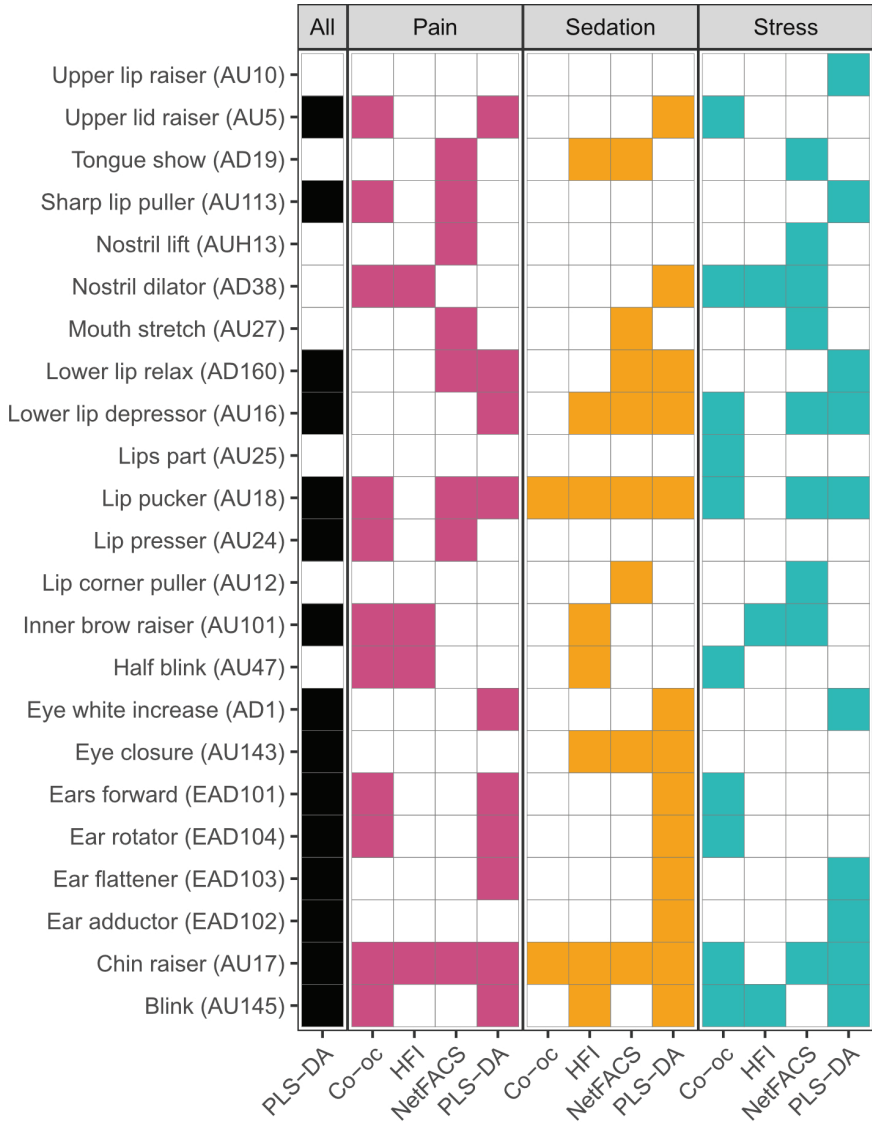 All Pain Sedation Stress
Upper lip raiser (AU10)
Upper lid raiser (AU5)
Tongue show (AD19)
Sharp lip puller (AU113)
Nostril lift (AUH13)
Nostril dilator (AD38)
Mouth stretch (AU27)
Lower lip relax (AD160)
Lower lip depressor (AU16)
Lips part (AU25)
Lip pucker (AU18)
Lip presser (AU24)
Lip corner puller (AU12)
Inner brow raiser (AU101)
Half blink (AU47)
Eye white increase (AD1)
Eye closure (AU143)
Ears forward (EAD101)
Ear rotator (EAD104)
Ear flattener (EAD103)
Ear adductor (EAD102)
Chin raiser (AU17)
Blink (AU145)
PLS−DA Co−oc HFI NetFACS PLS−DA Co−oc HFI NetFACS PLS−DA Co−oc HFI NetFACS PLS−DA